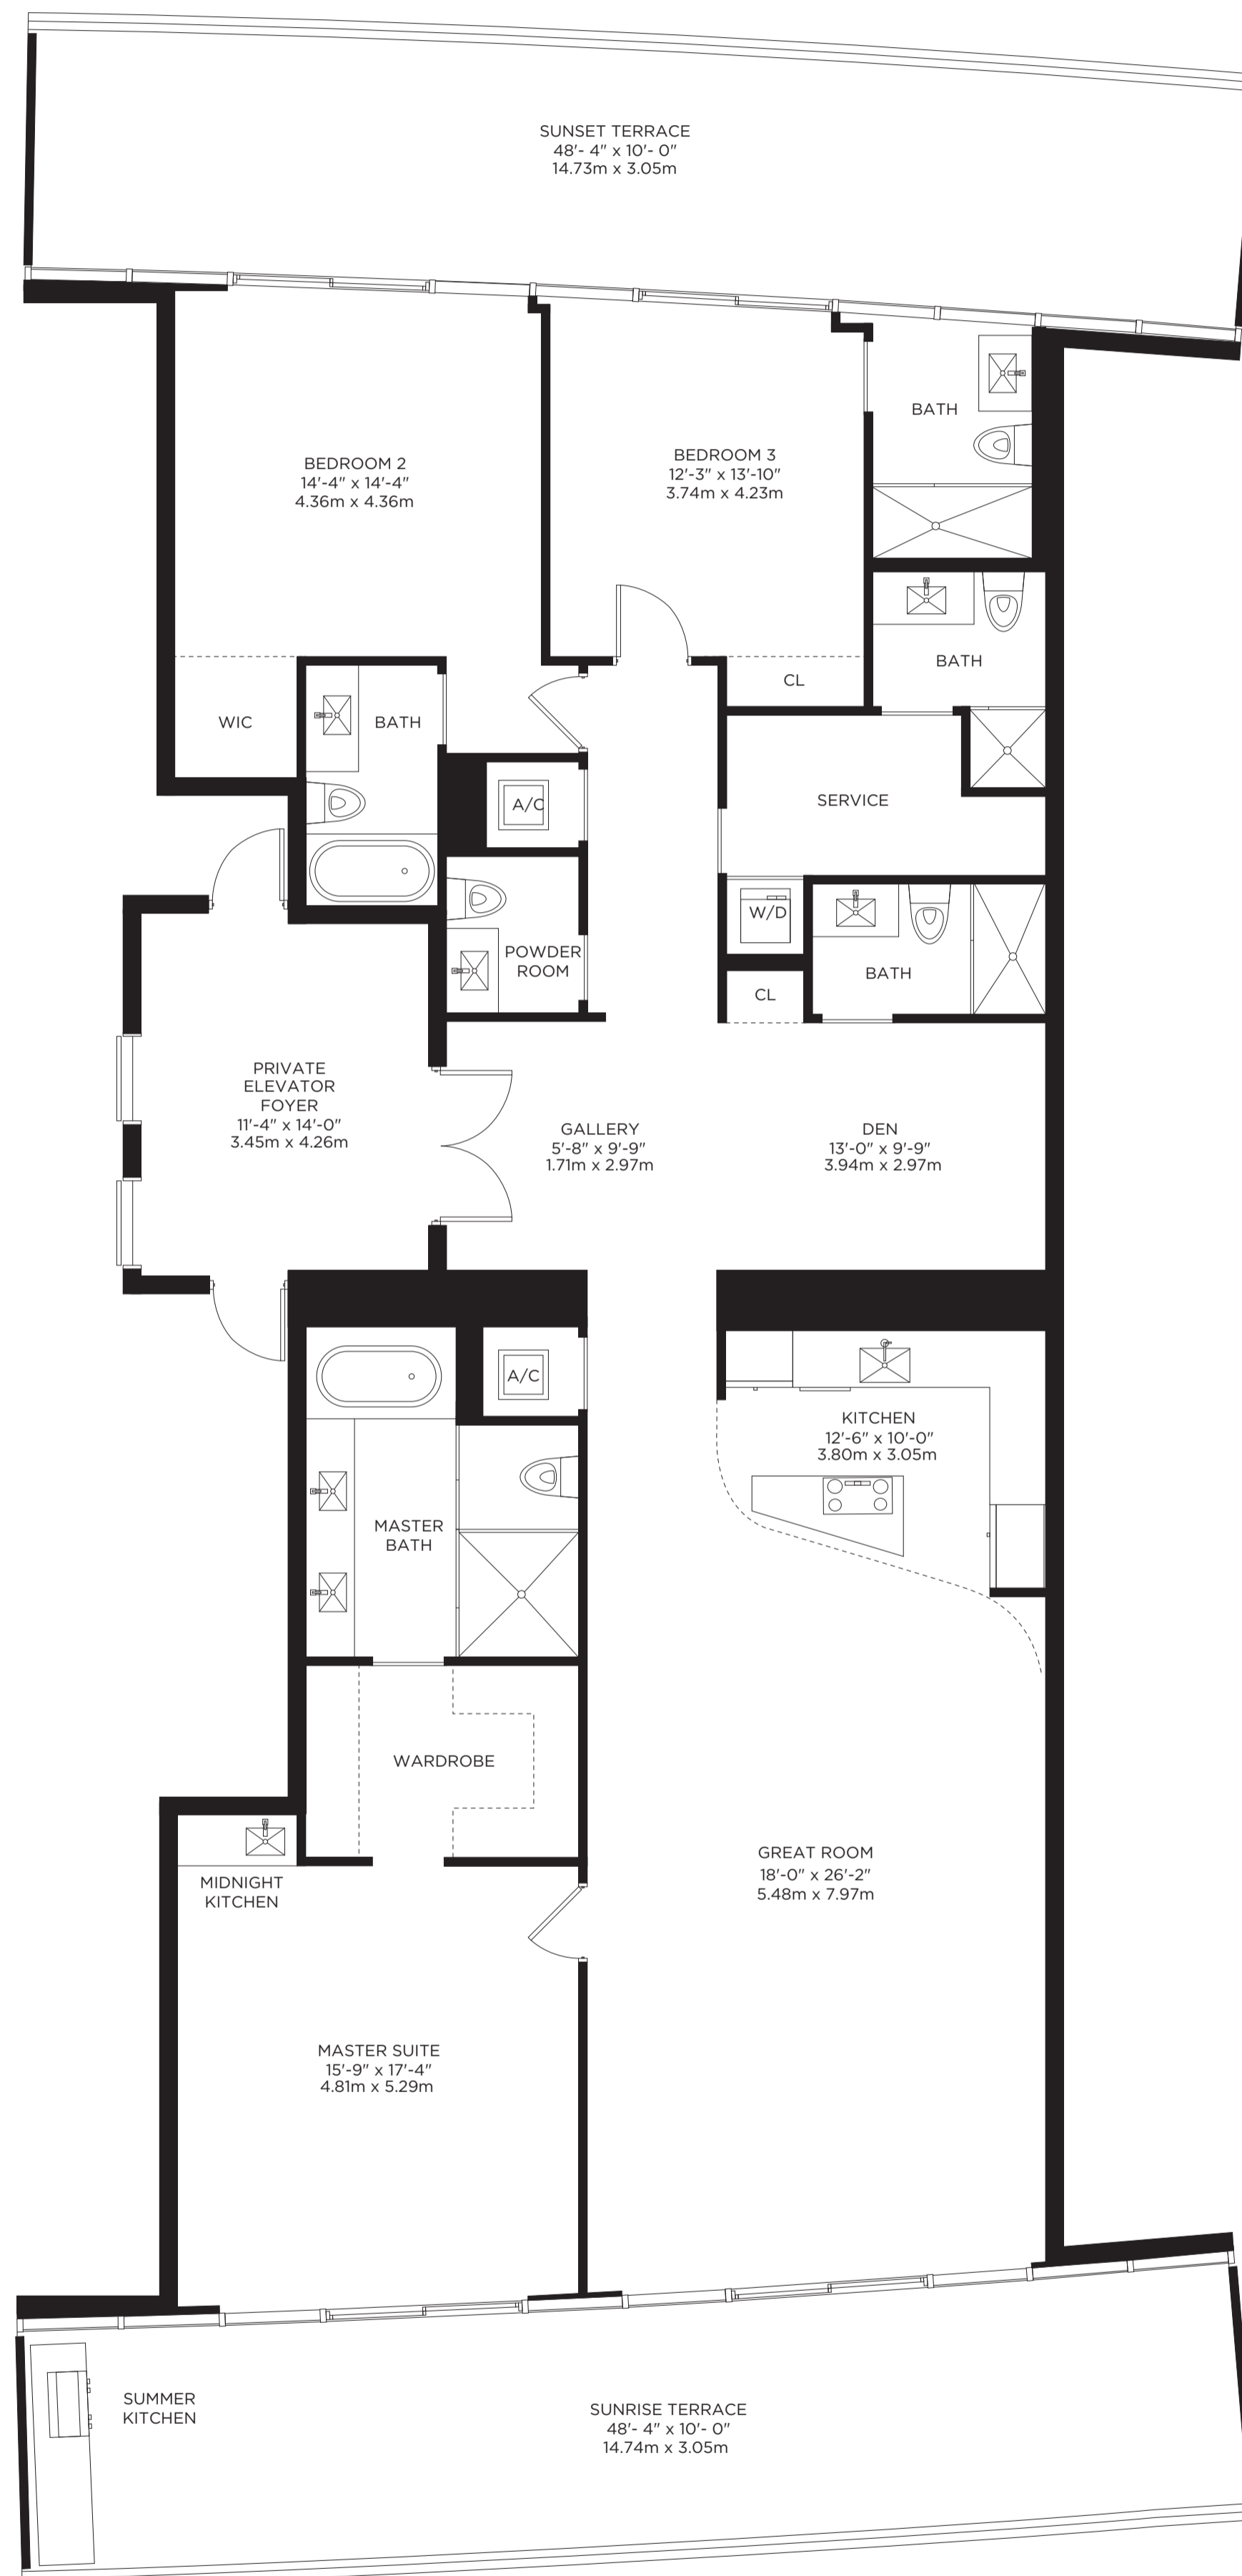 SUNSET TERRACE
48'- 4" x 10'- 0"
14.73m x 3.05m
BATH
BEDROOM 3
12'-3" x 13'-10"
3.74m x 4.23m
BEDROOM 2
14'-4" x 14'-4"
4.36m x 4.36m
BATH
CL
WIC
BATH
A/C
SERVICE
W/D
POWDER
ROOM
BATH
CL
PRIVATE
ELEVATOR
FOYER
11'-4" x 14'-0"
3.45m x 4.26m
GALLERY
5'-8" x 9'-9"
1.71m x 2.97m
DEN
13'-0" x 9'-9"
3.94m x 2.97m
A/C
KITCHEN
12'-6" x 10'-0"
3.80m x 3.05m
MASTER
BATH
WARDROBE
GREAT ROOM
18'-0" x 26'-2"
5.48m x 7.97m
MIDNIGHT
KITCHEN
MASTER SUITE
15'-9" x 17'-4"
4.81m x 5.29m
SUMMER
KITCHEN
SUNRISE TERRACE
48'- 4" x 10'- 0"
14.74m x 3.05m